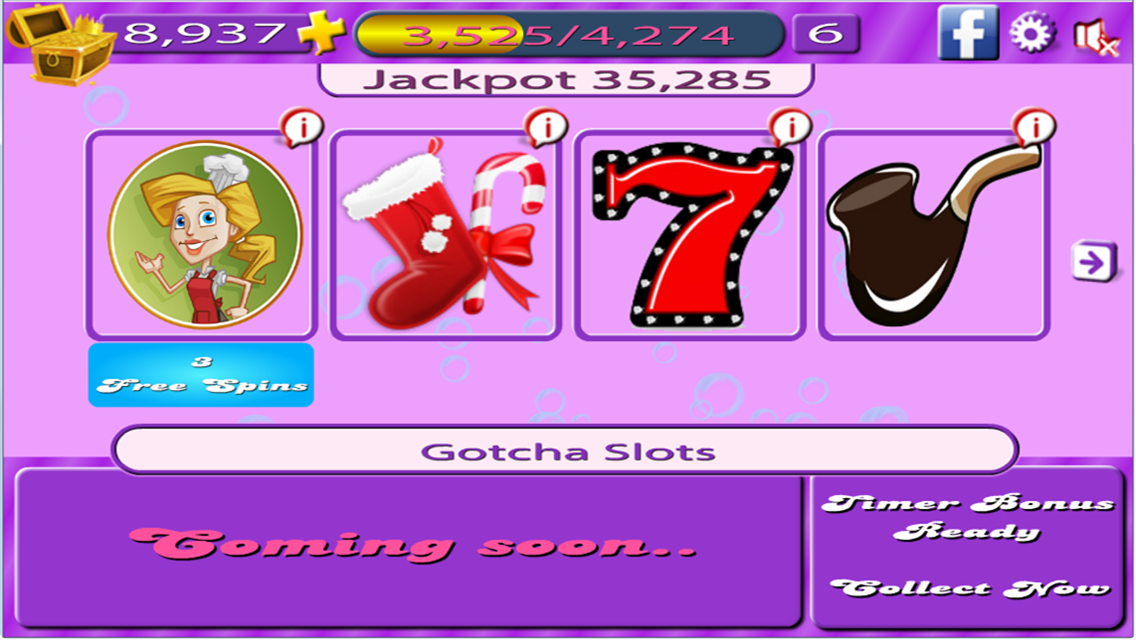 8,937
3,525/4,274
6
f
Jackpot 35,285
i
i
i
i
7
3
Free Spins
Gotcha Slots
Coming soon..
Timer Bonus
Ready
Collect Now